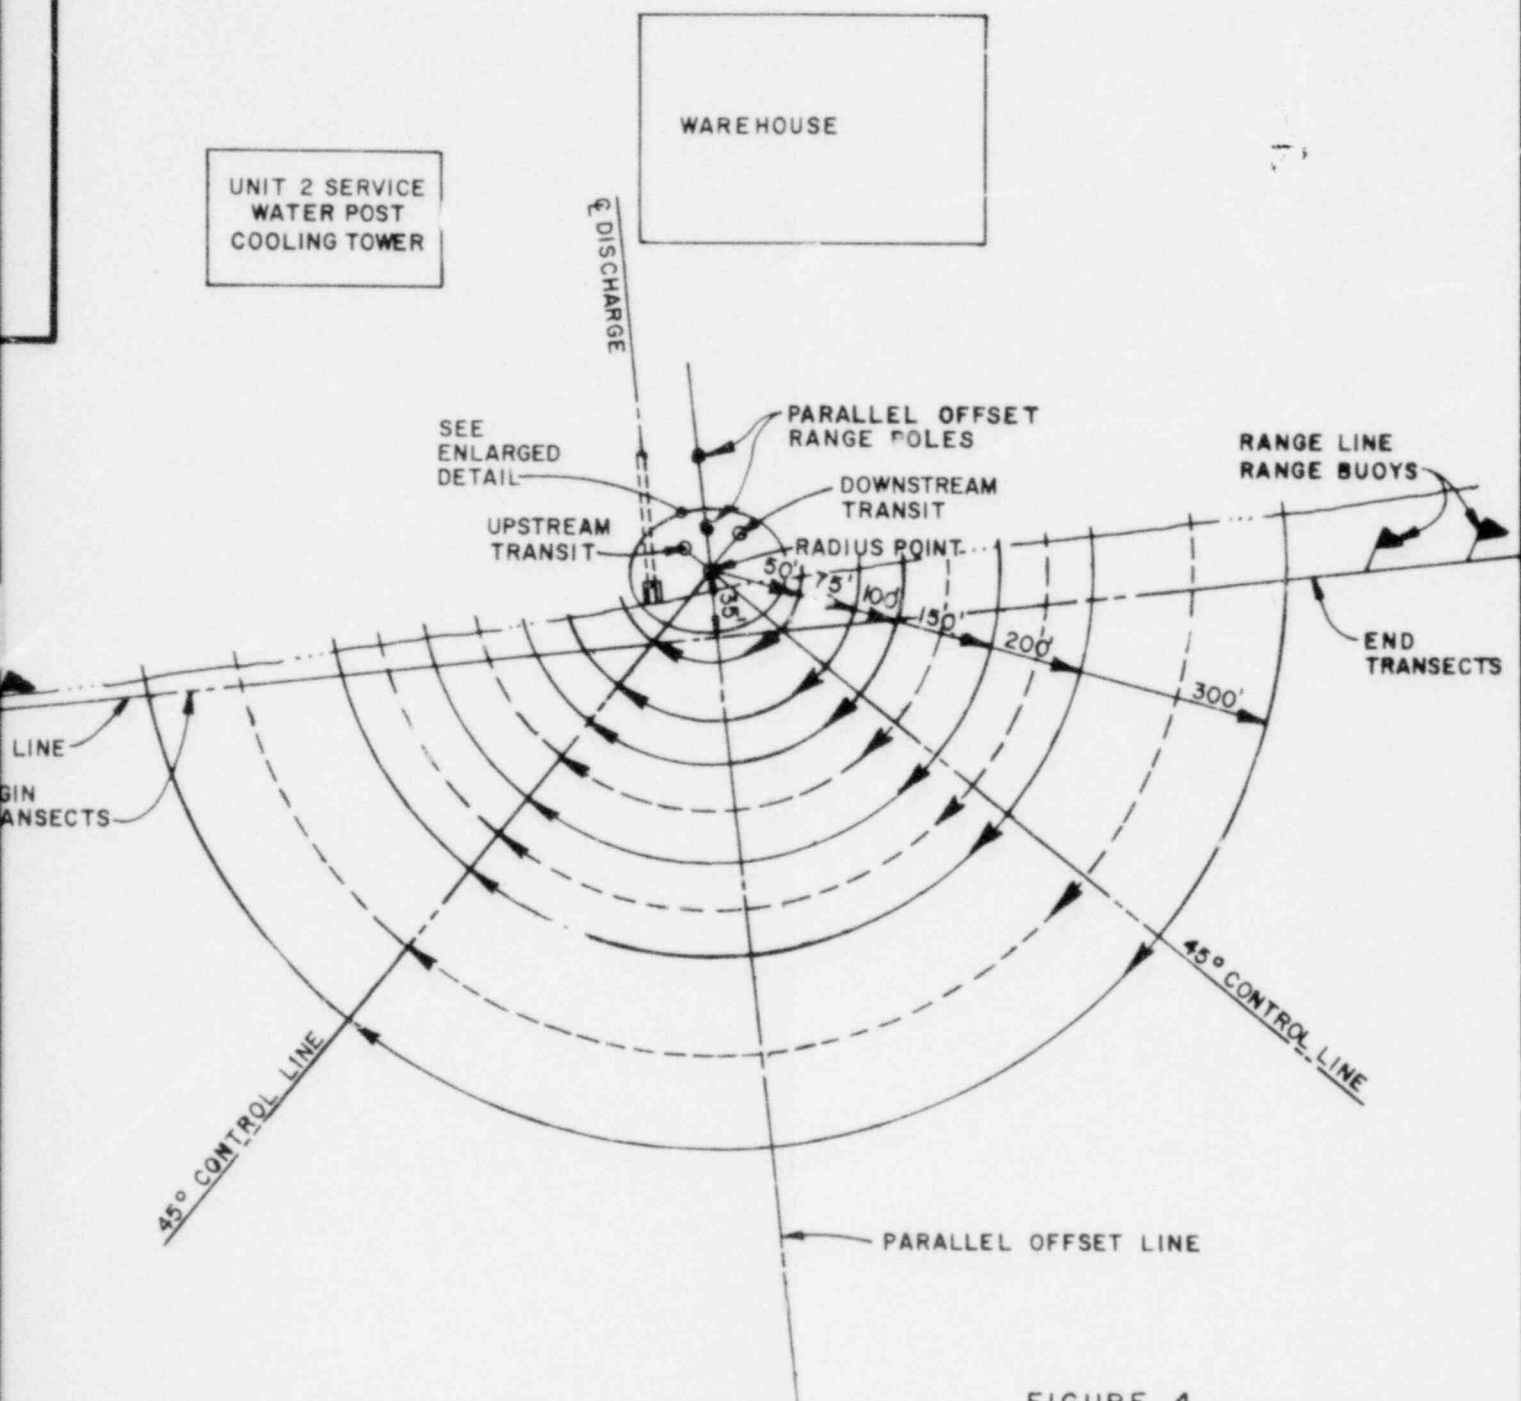 WAREHOUSE
UNIT 2 SERVICE
WATER POST
COOLING TOWER
℄ DISCHARGE
SEE
ENLARGED
DETAIL
PARALLEL OFFSET
RANGE POLES
DOWNSTREAM
TRANSIT
UPSTREAM
TRANSIT
RADIUS POINT
RANGE LINE
RANGE BUOYS
50'
75'
100'
150'
200'
300'
35'
END
TRANSECTS
LINE
GIN
ANSECTS
45° CONTROL LINE
45° CONTROL LINE
PARALLEL OFFSET LINE
FIGURE 4